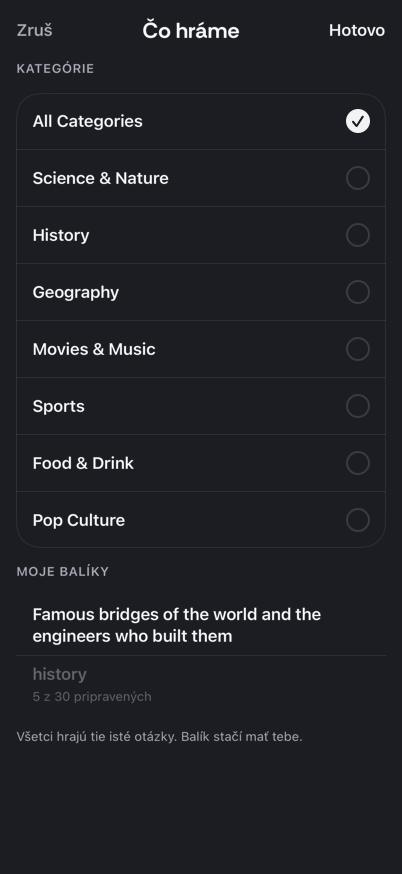 Zruš
Čo hráme
Hotovo
KATEGÓRIE
All Categories
Science & Nature
History
Geography
Movies & Music
Sports
Food & Drink
Pop Culture
MOJE BALÍKY
Famous bridges of the world and the
engineers who built them
history
5 z 30 pripravených
Všetci hrajú tie isté otázky. Balík stačí mať tebe.